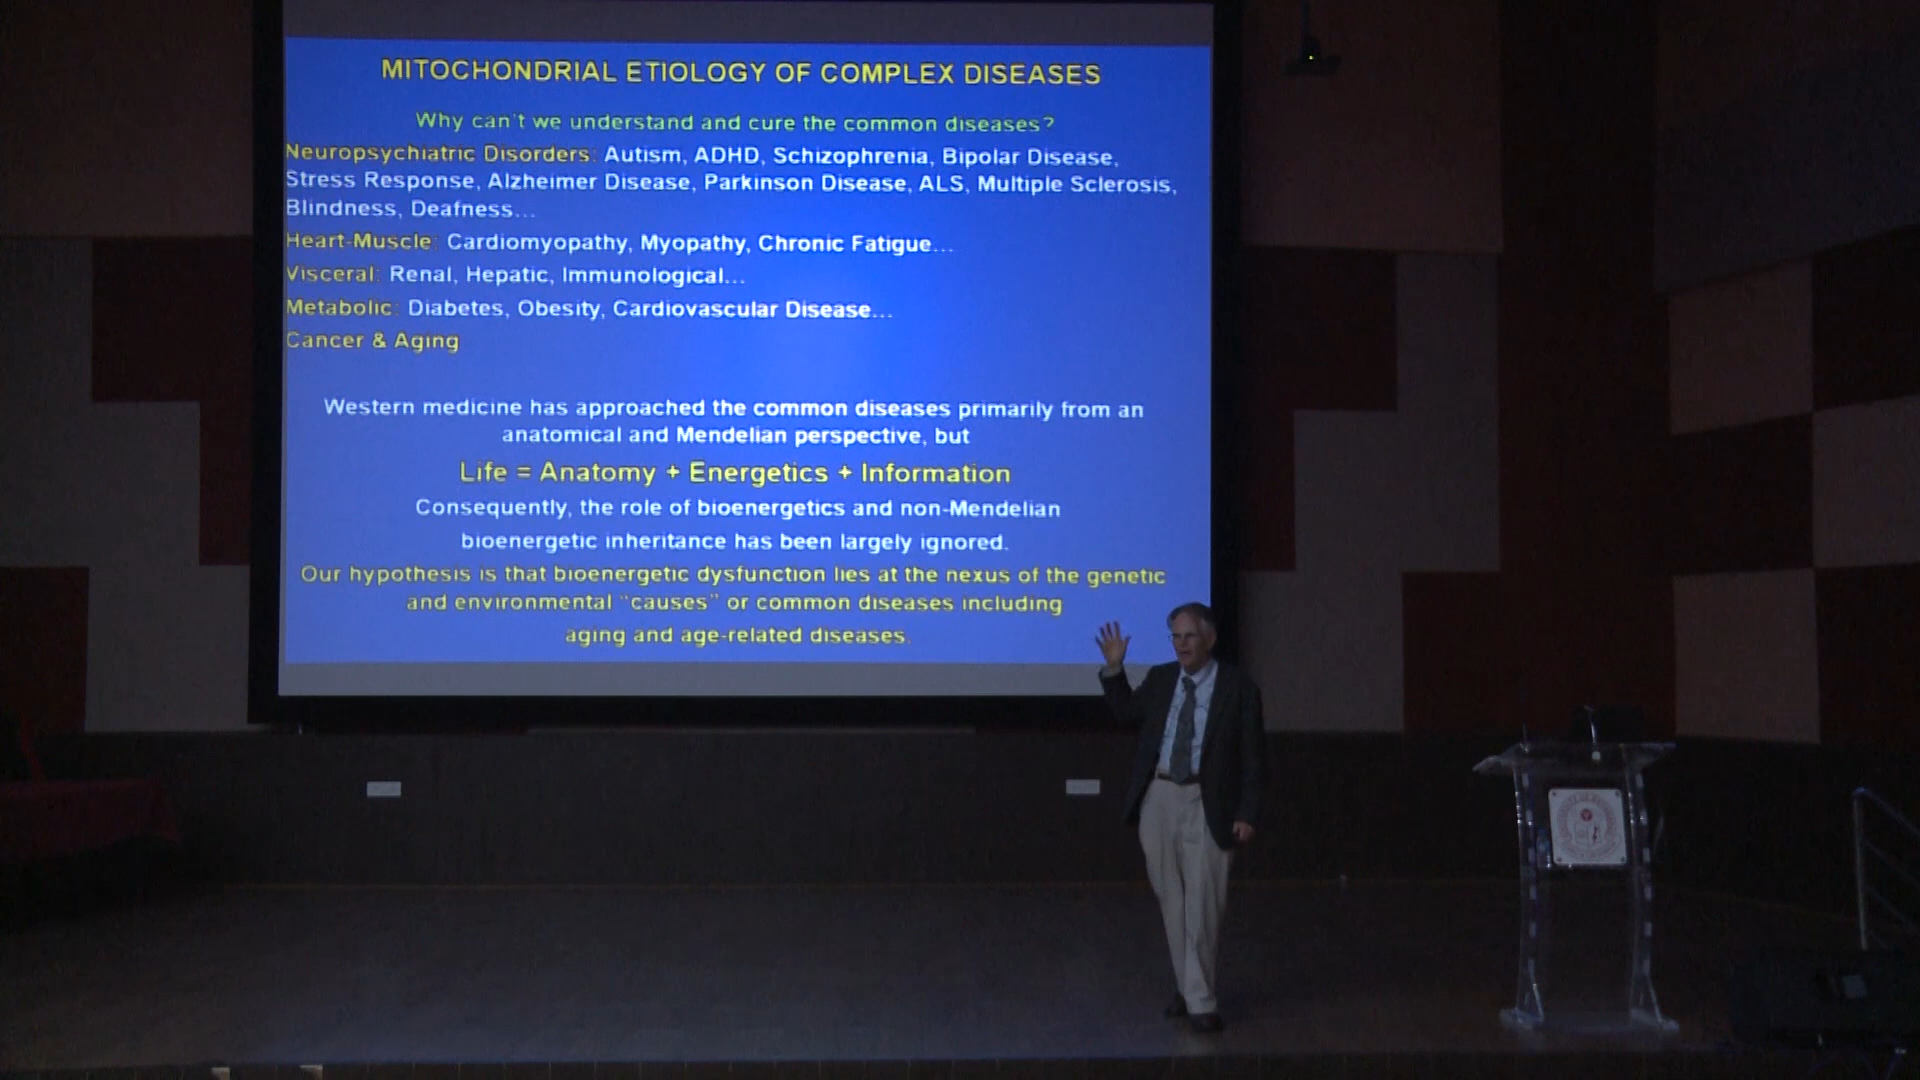 MITOCHONDRIAL ETIOLOGY OF COMPLEX DISEASES
Why can't we understand and cure the common diseases?
Neuropsychiatric Disorders: Autism, ADHD, Schizophrenia, Bipolar Disease,
Stress Response, Alzheimer Disease, Parkinson Disease, ALS, Multiple Sclerosis,
Blindness, Deafness...
Heart-Muscle: Cardiomyopathy, Myopathy, Chronic Fatigue...
Visceral: Renal, Hepatic, Immunological...
Metabolic: Diabetes, Obesity, Cardiovascular Disease...
Cancer & Aging
Western medicine has approached the common diseases primarily from an
anatomical and Mendelian perspective, but
Life = Anatomy + Energetics + Information
Consequently, the role of bioenergetics and non-Mendelian
bioenergetic inheritance has been largely ignored.
Our hypothesis is that bioenergetic dysfunction lies at the nexus of the genetic
and environmental “causes” or common diseases including
aging and age-related diseases.